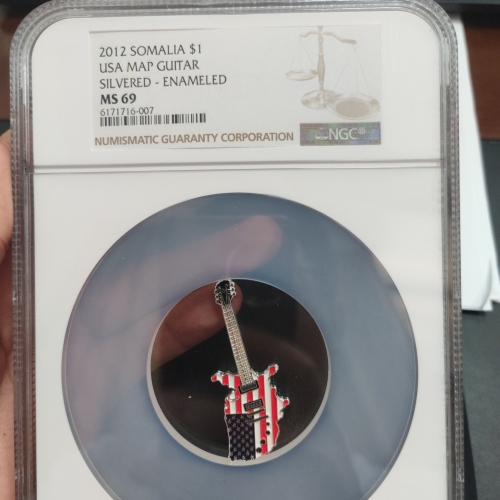 2012 SOMALIA $1
USA MAP GUITAR
SILVERED - ENAMELED
MS 69
6171716-007
NUMISMATIC GUARANTY CORPORATION
NGC®